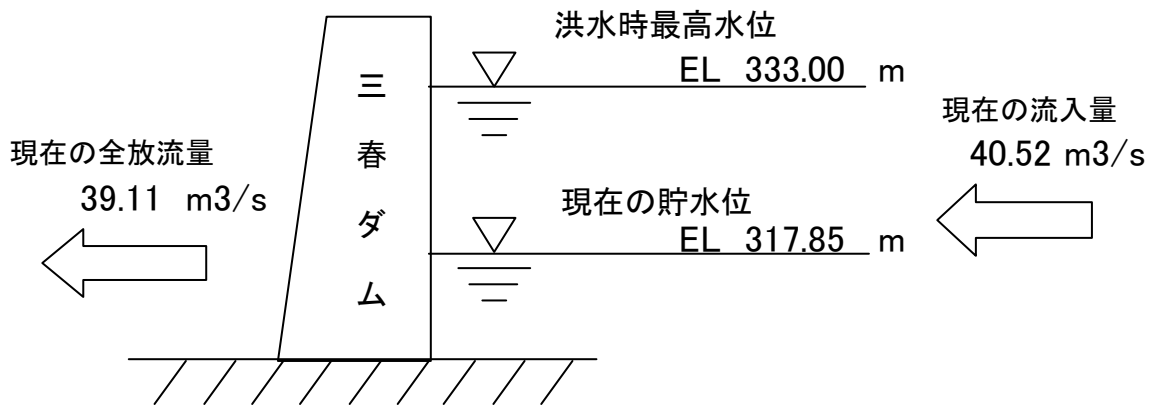 洪水時最高水位
EL 333.00 m
三春ダム
現在の流入量
40.52 m3/s
現在の全放流量
39.11 m3/s
現在の貯水位
EL 317.85 m